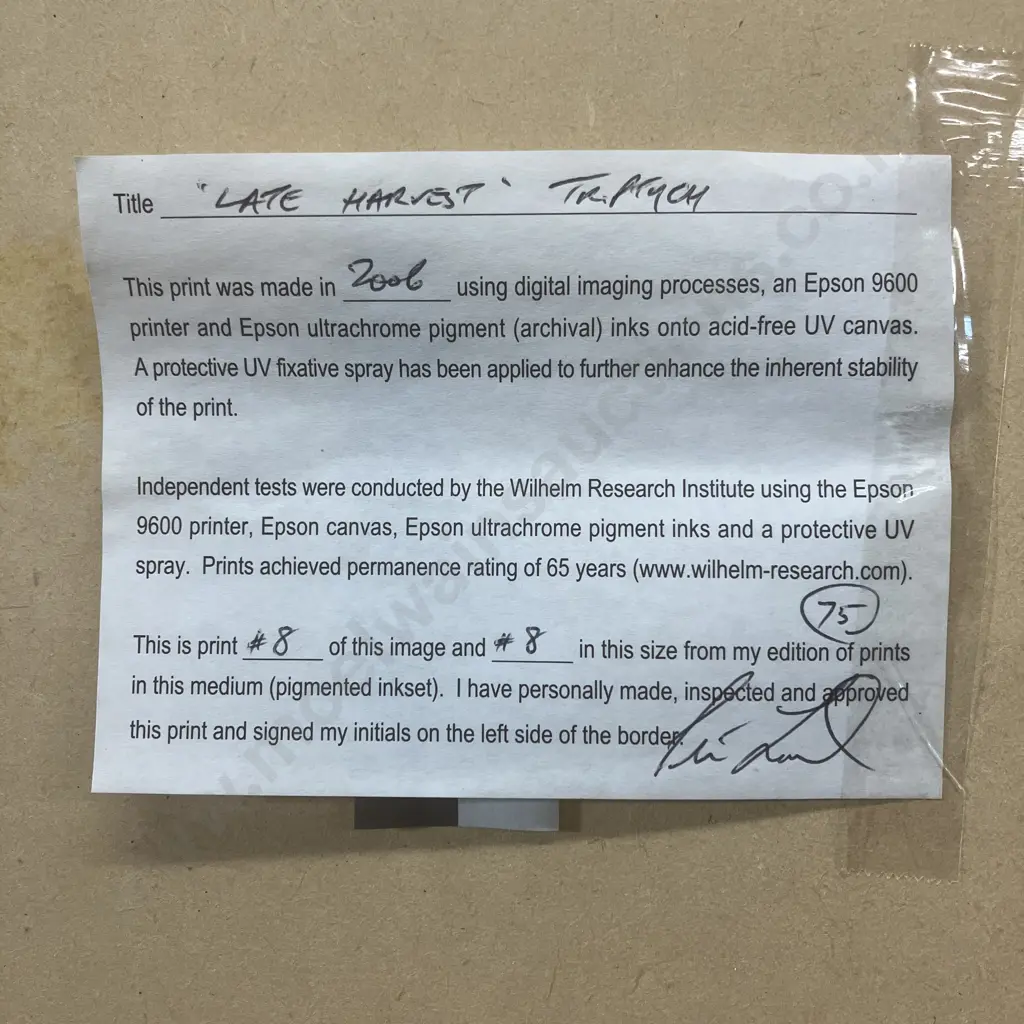 Title "LATE HARVEST" TRIPTYCH
This print was made in 2006 using digital imaging processes, an Epson 9600
printer and Epson ultrachrome pigment (archival) inks onto acid-free UV canvas.
A protective UV fixative spray has been applied to further enhance the inherent stability
of the print.
Independent tests were conducted by the Wilhelm Research Institute using the Epson
9600 printer, Epson canvas, Epson ultrachrome pigment inks and a protective UV
spray. Prints achieved permanence rating of 65 years (www.wilhelm-research.com).
75
This is print #8 of this image and #8 in this size from my edition of prints
in this medium (pigmented inkset). I have personally made, inspected and approved
this print and signed my initials on the left side of the border.